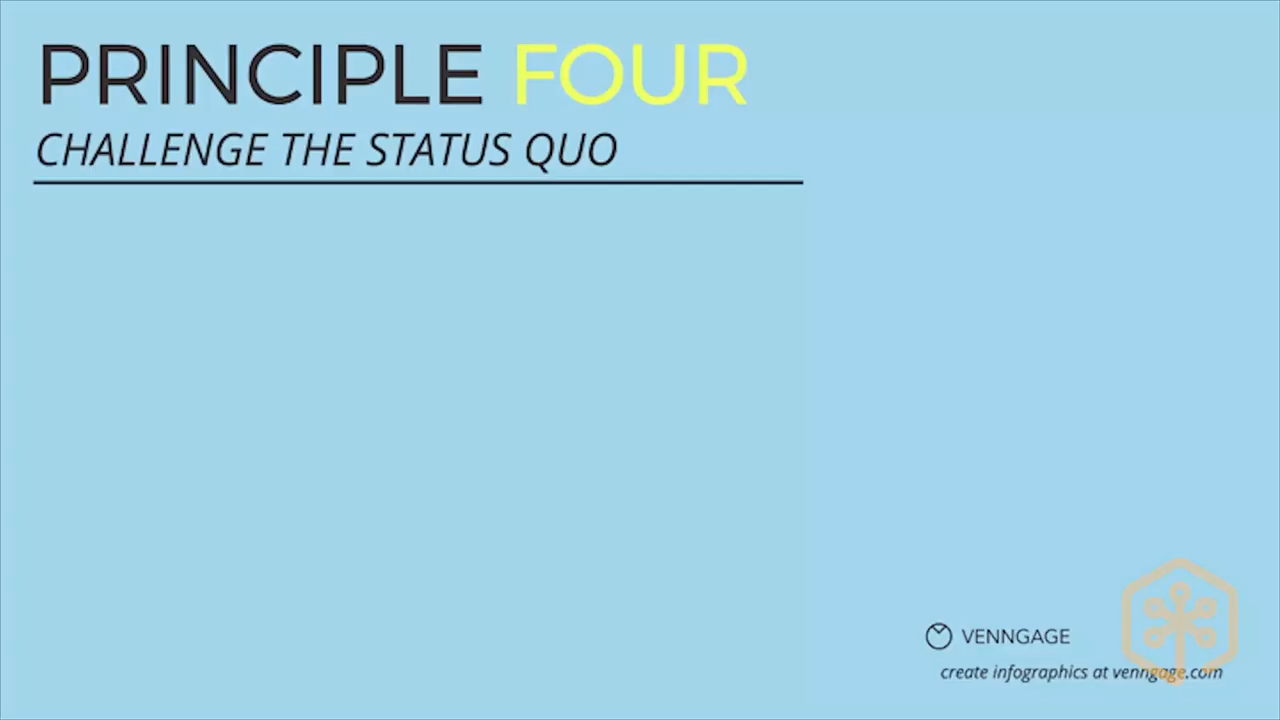 PRINCIPLE FOUR
CHALLENGE THE STATUS QUO
VENNGAGE
create infographics at venngage.com